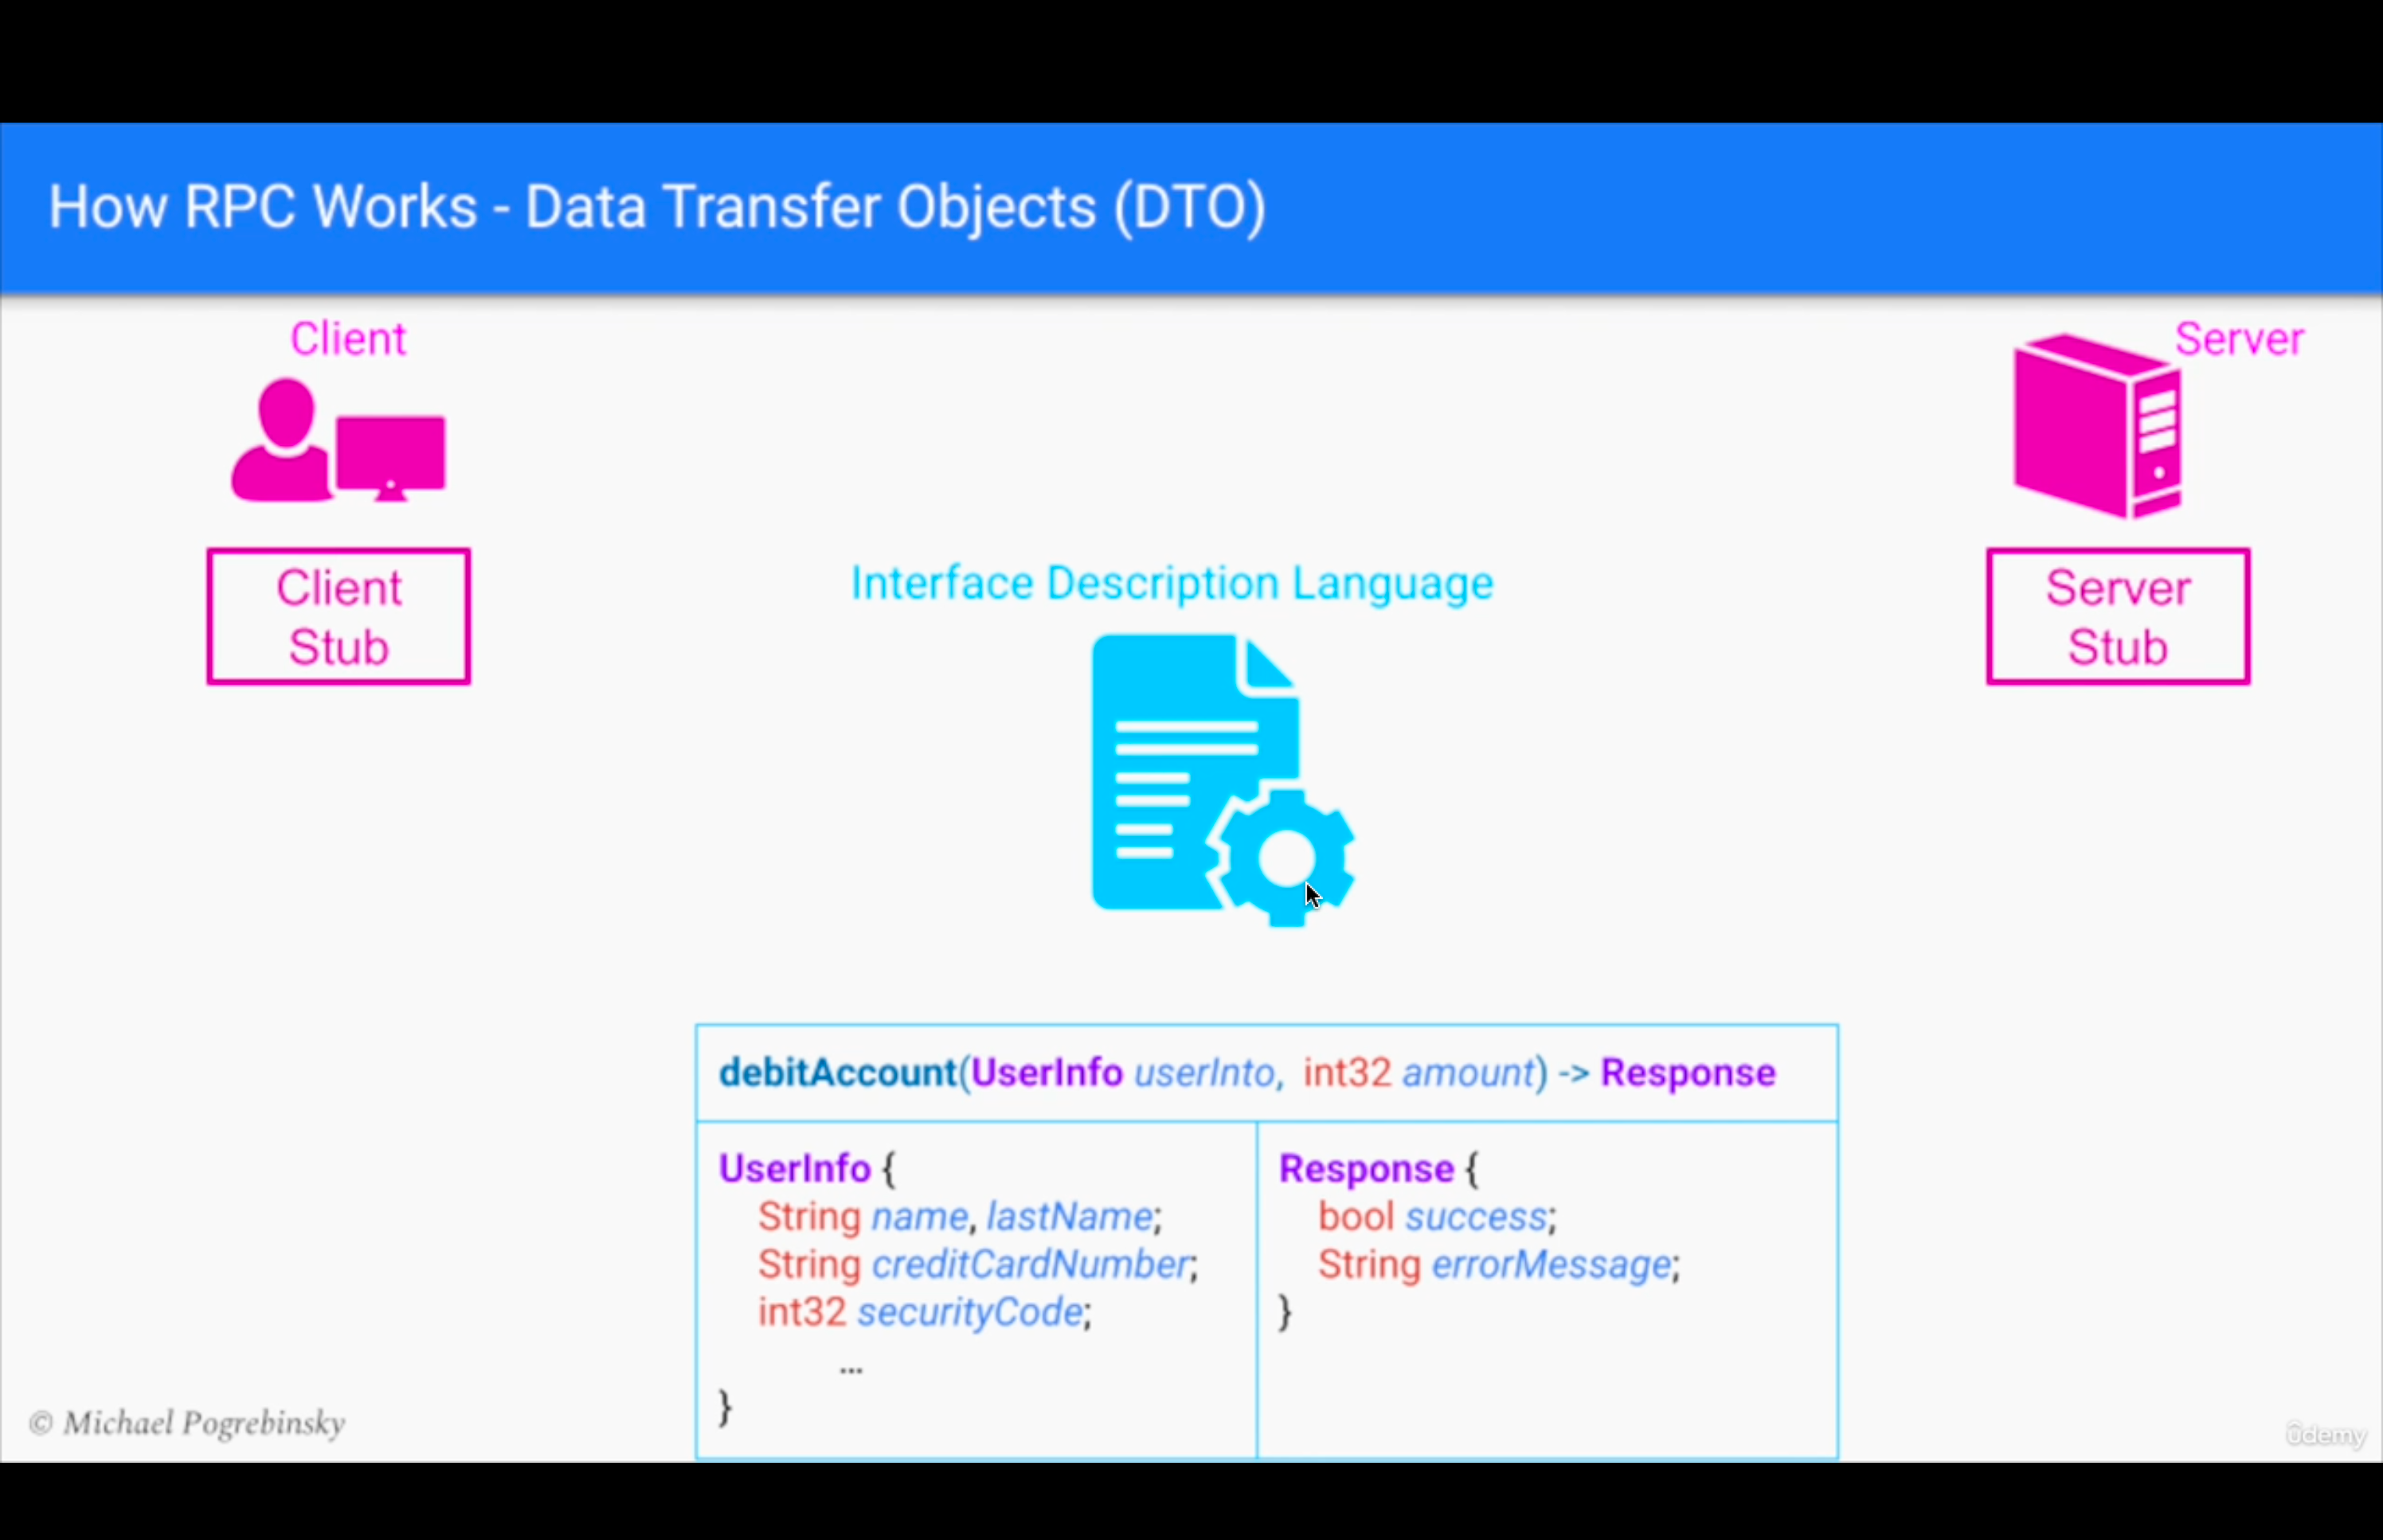 How RPC Works - Data Transfer Objects (DTO)
Client
Server
Client
Stub
Interface Description Language
Server
Stub
debitAccount(UserInfo userInto, int32 amount) -> Response
UserInfo {
String name, lastName;
String creditCardNumber;
int32 securityCode;
...
}
Response {
bool success;
String errorMessage;
}
© Michael Pogrebinsky
ûdemy